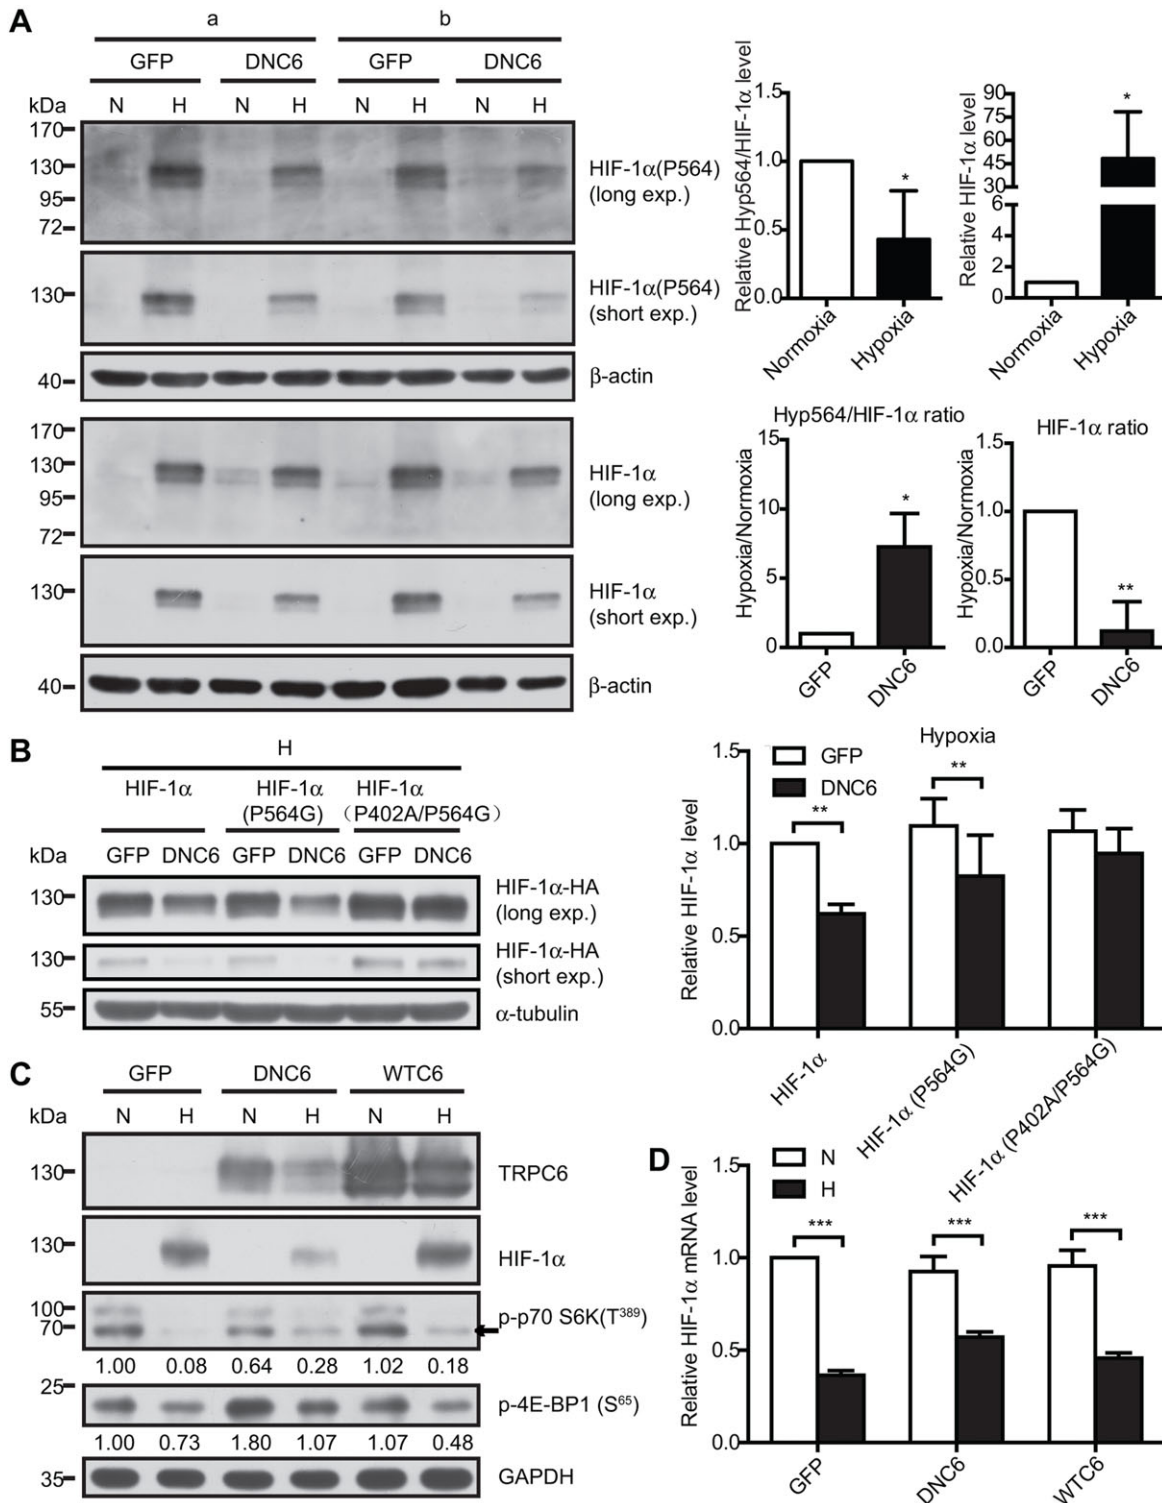 A
a b
GFP DNC6 GFP DNC6
kDa N H N H N H N H
170
130
95
72
HIF-1α(P564)
(long exp.)
130
HIF-1α(P564)
(short exp.)
40
β-actin
170
130
95
72
HIF-1α
(long exp.)
130
HIF-1α
(short exp.)
40
β-actin
Relative Hyp564/HIF-1α level
1.5
1.0
0.5
0.0
*
Normoxia Hypoxia
Relative HIF-1α level
90
75
60
45
30
6
4
2
0
*
Normoxia Hypoxia
Hyp564/HIF-1α ratio
Hypoxia/Normoxia
15
10
5
0
*
GFP DNC6
HIF-1α ratio
Hypoxia/Normoxia
1.5
1.0
0.5
0.0
**
GFP DNC6
B
H
HIF-1α HIF-1α HIF-1α
(P564G) (P402A/P564G)
kDa GFP DNC6 GFP DNC6 GFP DNC6
130
HIF-1α-HA
(long exp.)
130
HIF-1α-HA
(short exp.)
55
α-tubulin
Hypoxia
GFP
DNC6
Relative HIF-1α level
1.5
1.0
0.5
0.0
** **
HIF-1α HIF-1α (P564G) HIF-1α (P402A/P564G)
C
GFP DNC6 WTC6
kDa N H N H N H
130
TRPC6
130
HIF-1α
100
70
p-p70 S6K(T389)
1.00 0.08 0.64 0.28 1.02 0.18
25
p-4E-BP1 (S65)
1.00 0.73 1.80 1.07 1.07 0.48
35
GAPDH
D
N
H
Relative HIF-1α mRNA level
1.5
1.0
0.5
0.0
*** *** ***
GFP DNC6 WTC6